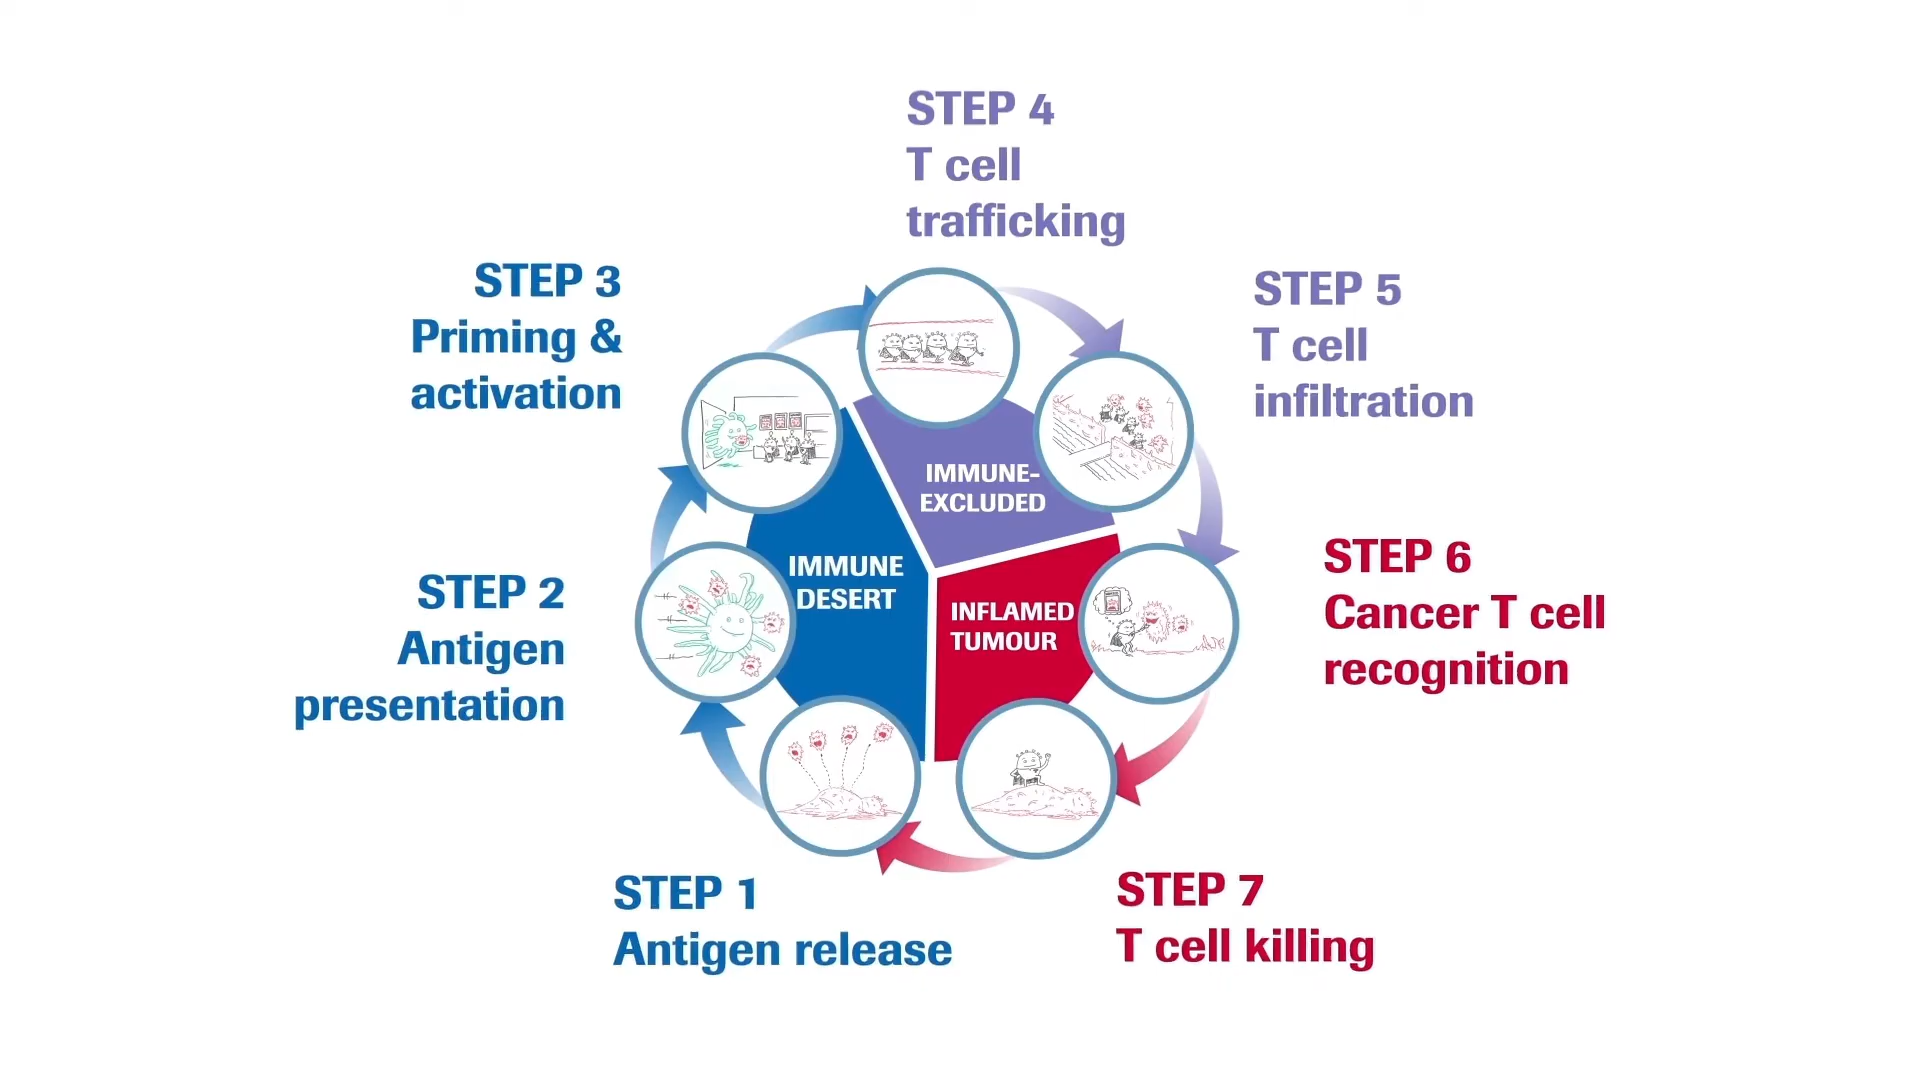 STEP 4
T cell
trafficking
STEP 3
Priming &
activation
STEP 5
T cell
infiltration
IMMUNE-
EXCLUDED
IMMUNE
DESERT
INFLAMED
TUMOUR
STEP 2
Antigen
presentation
STEP 6
Cancer T cell
recognition
STEP 1
Antigen release
STEP 7
T cell killing